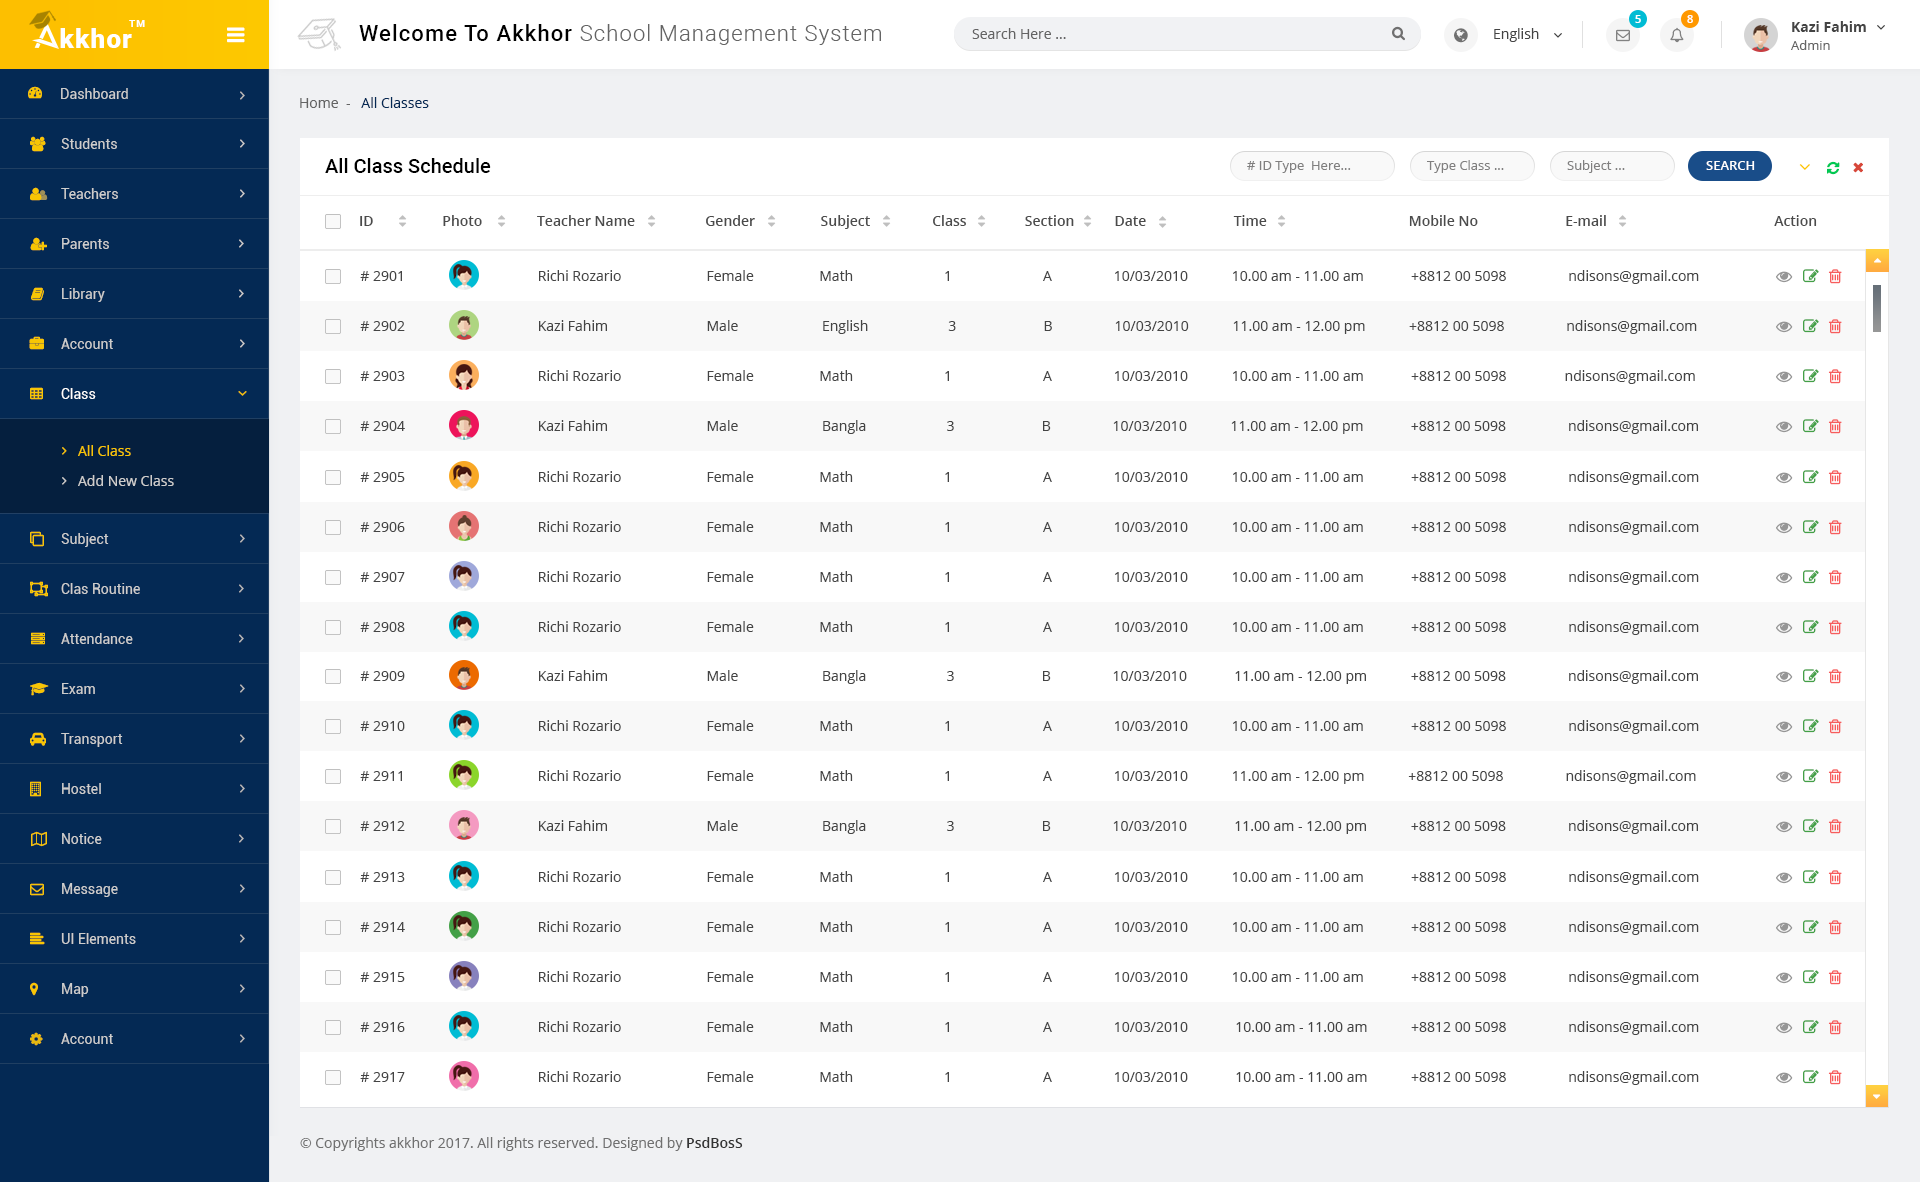 Akkhor TM
Welcome To Akkhor School Management System
Search Here ...
English
5
8
Kazi Fahim
Admin
Dashboard
Students
Teachers
Parents
Library
Account
Class
All Class
Add New Class
Subject
Clas Routine
Attendance
Exam
Transport
Hostel
Notice
Message
UI Elements
Map
Account
Home - All Classes
All Class Schedule
# ID Type Here...
Type Class ...
Subject ...
SEARCH
ID Photo Teacher Name Gender Subject Class Section Date Time Mobile No E-mail Action
# 2901 Richi Rozario Female Math 1 A 10/03/2010 10.00 am - 11.00 am +8812 00 5098 ndisons@gmail.com
# 2902 Kazi Fahim Male English 3 B 10/03/2010 11.00 am - 12.00 pm +8812 00 5098 ndisons@gmail.com
# 2903 Richi Rozario Female Math 1 A 10/03/2010 10.00 am - 11.00 am +8812 00 5098 ndisons@gmail.com
# 2904 Kazi Fahim Male Bangla 3 B 10/03/2010 11.00 am - 12.00 pm +8812 00 5098 ndisons@gmail.com
# 2905 Richi Rozario Female Math 1 A 10/03/2010 10.00 am - 11.00 am +8812 00 5098 ndisons@gmail.com
# 2906 Richi Rozario Female Math 1 A 10/03/2010 10.00 am - 11.00 am +8812 00 5098 ndisons@gmail.com
# 2907 Richi Rozario Female Math 1 A 10/03/2010 10.00 am - 11.00 am +8812 00 5098 ndisons@gmail.com
# 2908 Richi Rozario Female Math 1 A 10/03/2010 10.00 am - 11.00 am +8812 00 5098 ndisons@gmail.com
# 2909 Kazi Fahim Male Bangla 3 B 10/03/2010 11.00 am - 12.00 pm +8812 00 5098 ndisons@gmail.com
# 2910 Richi Rozario Female Math 1 A 10/03/2010 10.00 am - 11.00 am +8812 00 5098 ndisons@gmail.com
# 2911 Richi Rozario Female Math 1 A 10/03/2010 11.00 am - 12.00 pm +8812 00 5098 ndisons@gmail.com
# 2912 Kazi Fahim Male Bangla 3 B 10/03/2010 11.00 am - 12.00 pm +8812 00 5098 ndisons@gmail.com
# 2913 Richi Rozario Female Math 1 A 10/03/2010 10.00 am - 11.00 am +8812 00 5098 ndisons@gmail.com
# 2914 Richi Rozario Female Math 1 A 10/03/2010 10.00 am - 11.00 am +8812 00 5098 ndisons@gmail.com
# 2915 Richi Rozario Female Math 1 A 10/03/2010 10.00 am - 11.00 am +8812 00 5098 ndisons@gmail.com
# 2916 Richi Rozario Female Math 1 A 10/03/2010 10.00 am - 11.00 am +8812 00 5098 ndisons@gmail.com
# 2917 Richi Rozario Female Math 1 A 10/03/2010 10.00 am - 11.00 am +8812 00 5098 ndisons@gmail.com
© Copyrights akkhor 2017. All rights reserved. Designed by PsdBosS